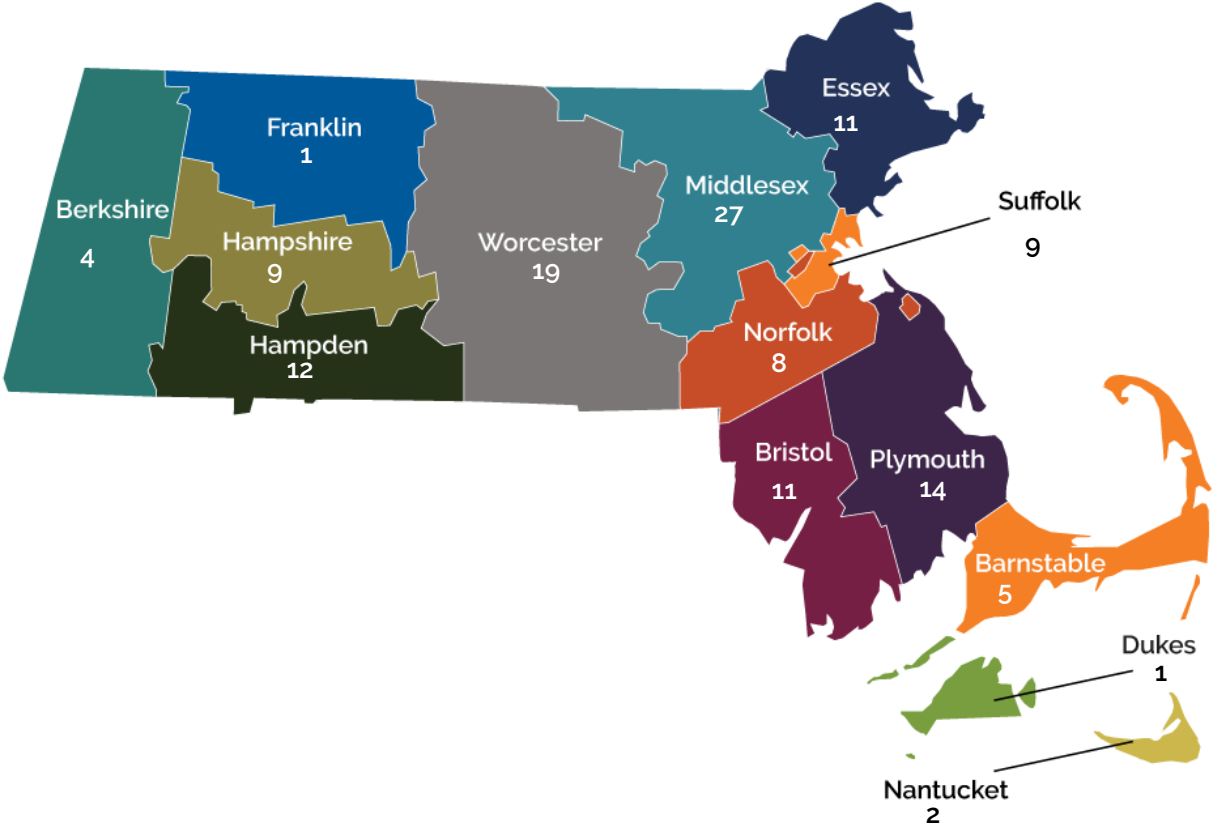 Essex
11
Franklin
1
Middlesex
27
Suffolk
9
Berkshire
4
Hampshire
9
Worcester
19
Norfolk
8
Hampden
12
Bristol
11
Plymouth
14
Barnstable
5
Dukes
1
Nantucket
2